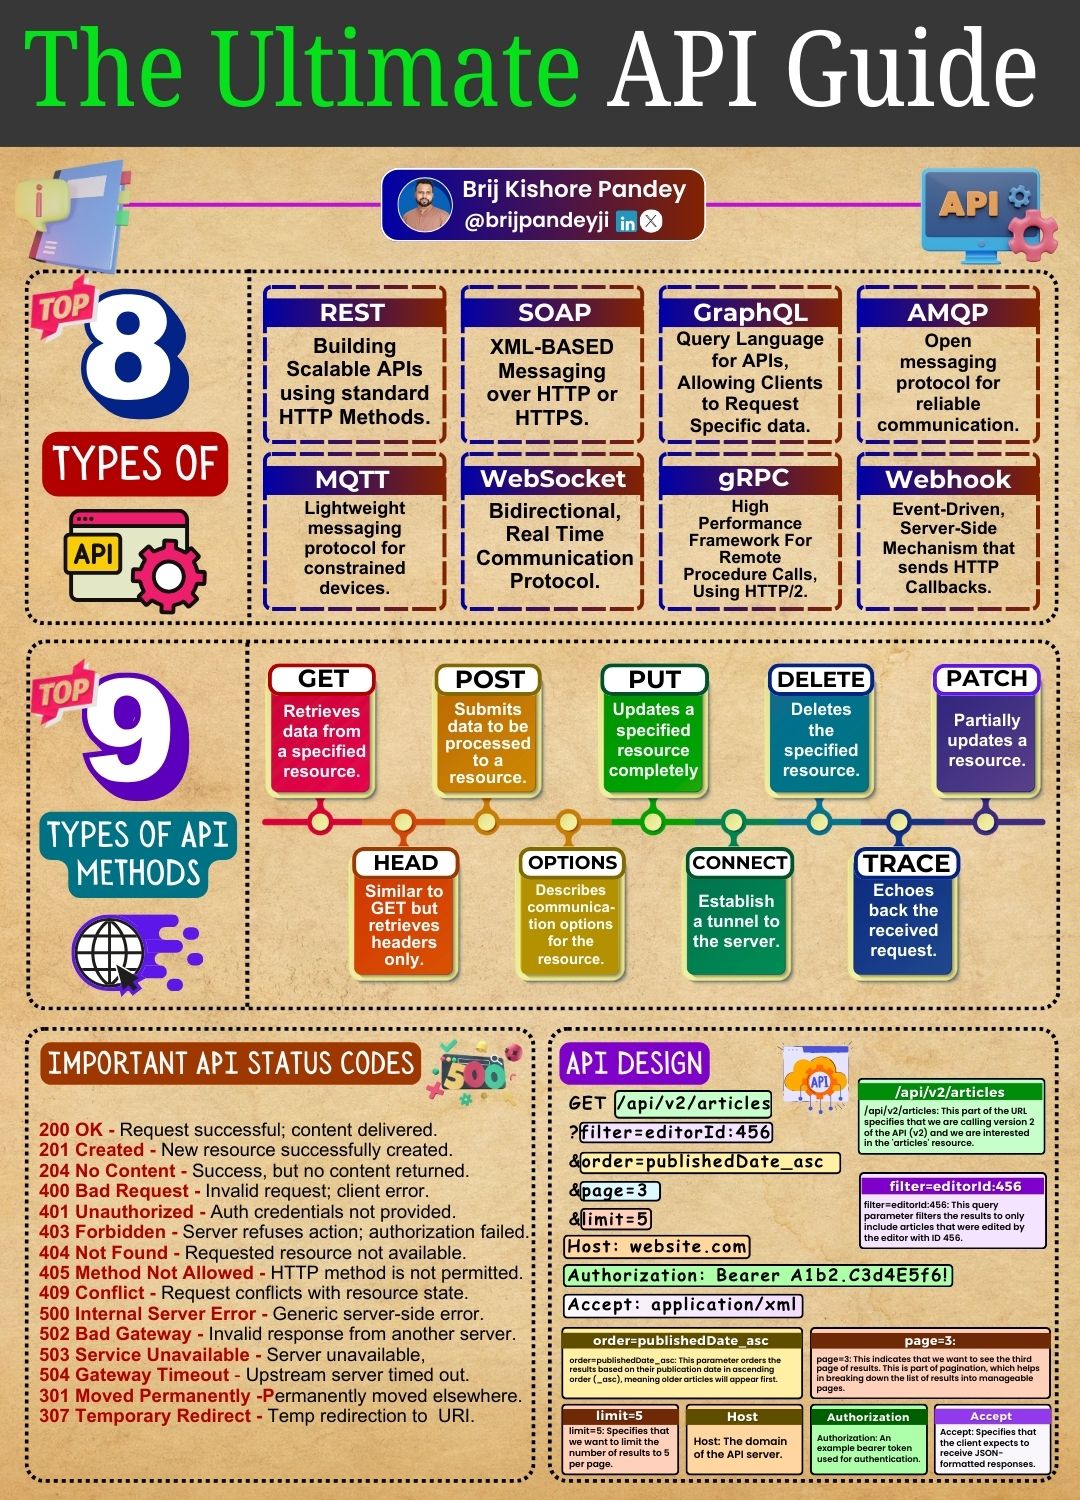 The Ultimate API Guide
Brij Kishore Pandey
@brijpandeyji in X
API
TOP
8
TYPES OF
API
REST
Building
Scalable APIs
using standard
HTTP Methods.
SOAP
XML-BASED
Messaging
over HTTP or
HTTPS.
GraphQL
Query Language
for APIs,
Allowing Clients
to Request
Specific data.
AMQP
Open
messaging
protocol for
reliable
communication.
MQTT
Lightweight
messaging
protocol for
constrained
devices.
WebSocket
Bidirectional,
Real Time
Communication
Protocol.
gRPC
High
Performance
Framework For
Remote
Procedure Calls,
Using HTTP/2.
Webhook
Event-Driven,
Server-Side
Mechanism that
sends HTTP
Callbacks.
TOP
9
TYPES OF API
METHODS
GET
Retrieves
data from
a specified
resource.
POST
Submits
data to be
processed
to a
resource.
PUT
Updates a
specified
resource
completely
DELETE
Deletes
the
specified
resource.
PATCH
Partially
updates a
resource.
HEAD
Similar to
GET but
retrieves
headers
only.
OPTIONS
Describes
communica-
tion options
for the
resource.
CONNECT
Establish
a tunnel to
the server.
TRACE
Echoes
back the
received
request.
IMPORTANT API STATUS CODES
500
200 OK - Request successful; content delivered.
201 Created - New resource successfully created.
204 No Content - Success, but no content returned.
400 Bad Request - Invalid request; client error.
401 Unauthorized - Auth credentials not provided.
403 Forbidden - Server refuses action; authorization failed.
404 Not Found - Requested resource not available.
405 Method Not Allowed - HTTP method is not permitted.
409 Conflict - Request conflicts with resource state.
500 Internal Server Error - Generic server-side error.
502 Bad Gateway - Invalid response from another server.
503 Service Unavailable - Server unavailable,
504 Gateway Timeout - Upstream server timed out.
301 Moved Permanently -Permanently moved elsewhere.
307 Temporary Redirect - Temp redirection to URI.
API DESIGN
API
GET /api/v2/articles
?filter=editorId:456
&order=publishedDate_asc
&page=3
&limit=5
Host: website.com
Authorization: Bearer A1b2.C3d4E5f6!
Accept: application/xml
/api/v2/articles
/api/v2/articles: This part of the URL
specifies that we are calling version 2
of the API (v2) and we are interested
in the 'articles' resource.
filter=editorId:456
filter=editorId:456: This query
parameter filters the results to only
include articles that were edited by
the editor with ID 456.
order=publishedDate_asc
order=publishedDate_asc: This parameter orders the
results based on their publication date in ascending
order (_asc), meaning older articles will appear first.
page=3:
page=3: This indicates that we want to see the third
page of results. This is part of pagination, which helps
in breaking down the list of results into manageable
pages.
limit=5
limit=5: Specifies that
we want to limit the
number of results to 5
per page.
Host
Host: The domain
of the API server.
Authorization
Authorization: An
example bearer token
used for authentication.
Accept
Accept: Specifies that
the client expects to
receive JSON-
formatted responses.